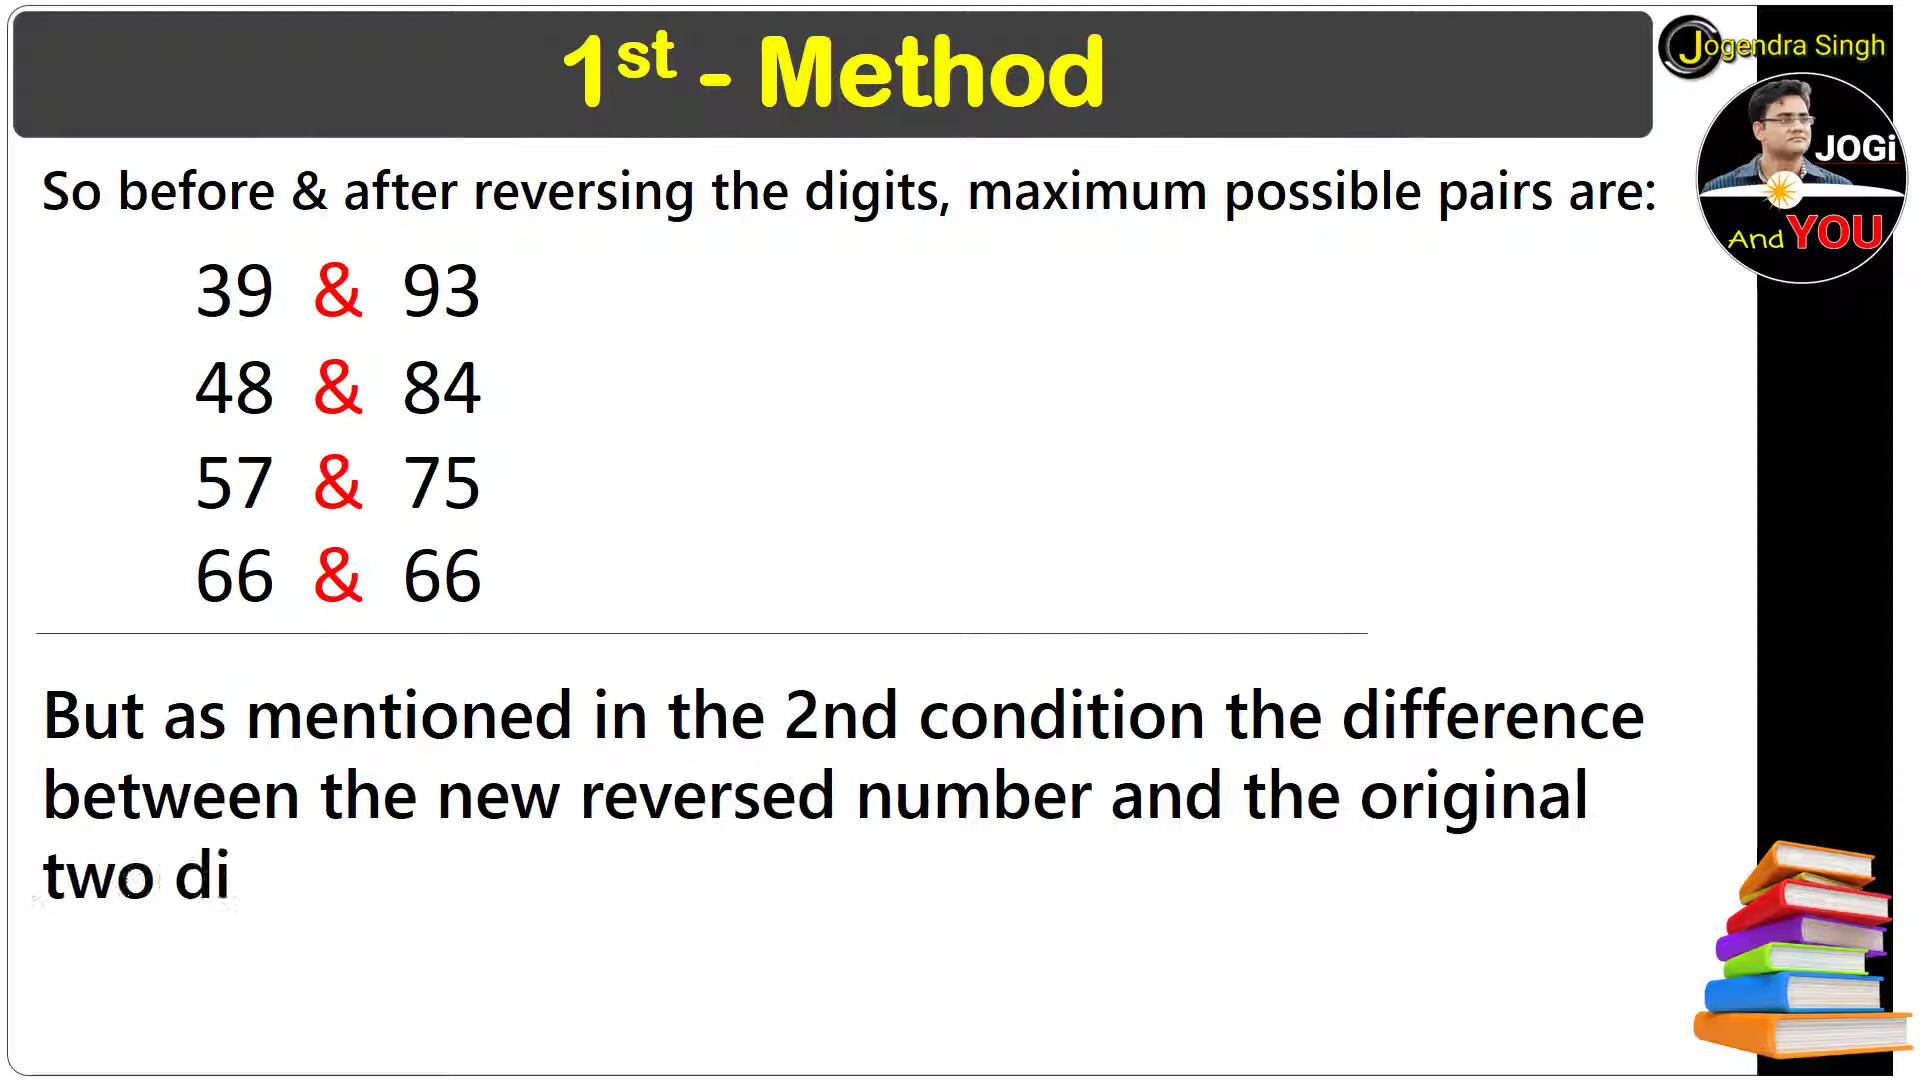 1st - Method
Jogendra Singh
JOGi
And YOU
So before & after reversing the digits, maximum possible pairs are:
39 & 93
48 & 84
57 & 75
66 & 66
But as mentioned in the 2nd condition the difference
between the new reversed number and the original
two di